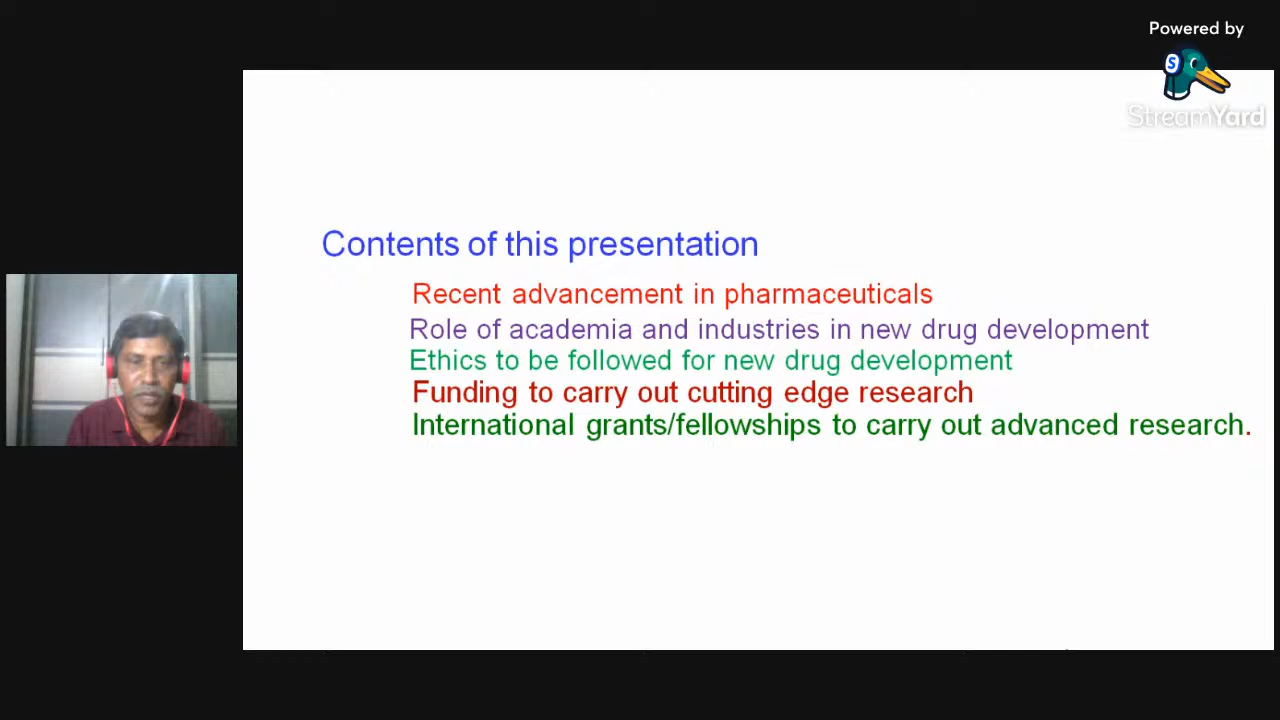 Powered by
StreamYard
Contents of this presentation
Recent advancement in pharmaceuticals
Role of academia and industries in new drug development
Ethics to be followed for new drug development
Funding to carry out cutting edge research
International grants/fellowships to carry out advanced research.